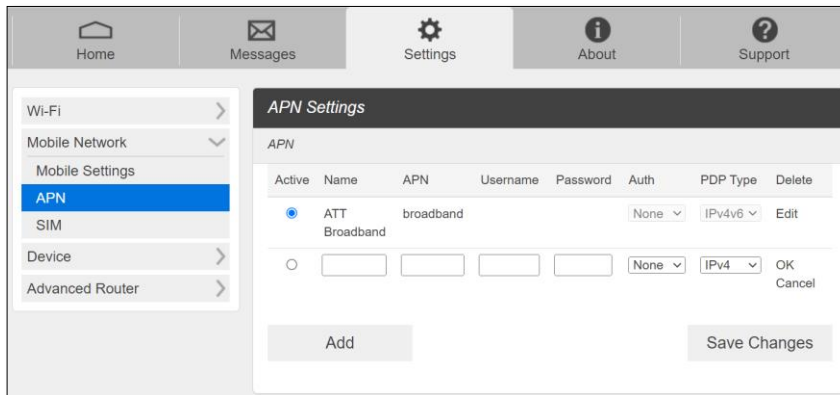 Home Messages Settings About Support
Wi-Fi
Mobile Network
Mobile Settings
APN
SIM
Device
Advanced Router
APN Settings
APN
Active Name APN Username Password Auth PDP Type Delete
ATT broadband None IPv4v6 Edit
Broadband
None IPv4 OK
Cancel
Add Save Changes